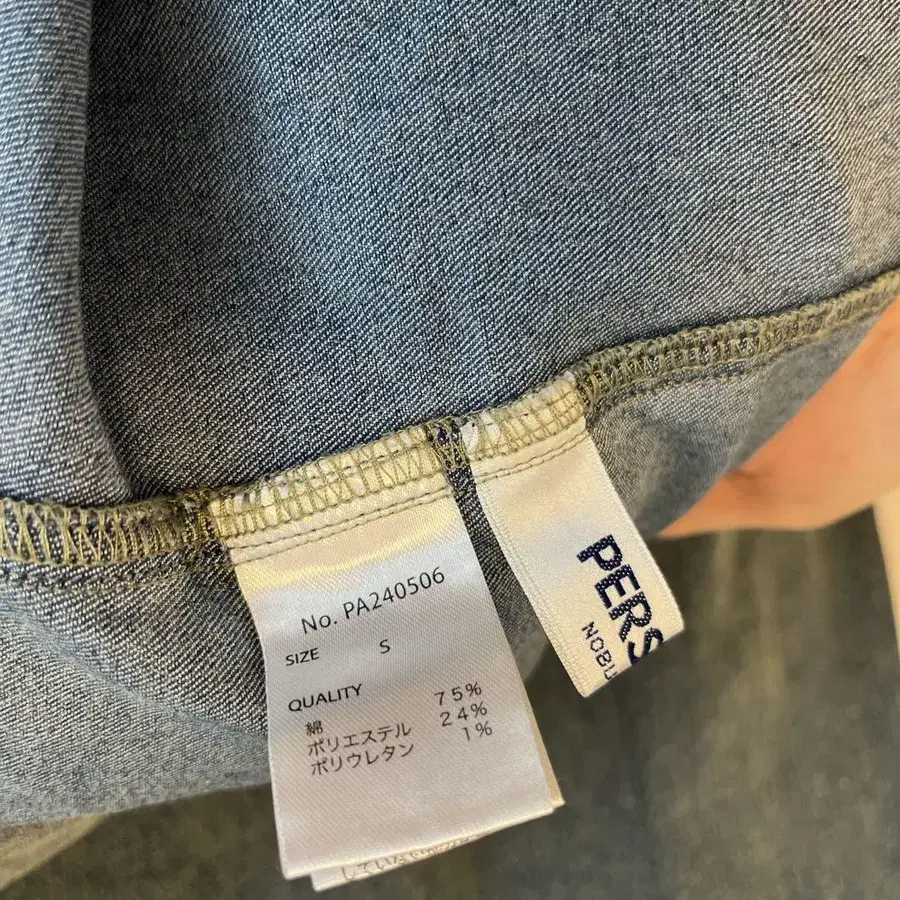 No. PA240506
SIZE S
QUALITY
綿 75%
ポリエステル 24%
ポリウレタン 1%
PERS